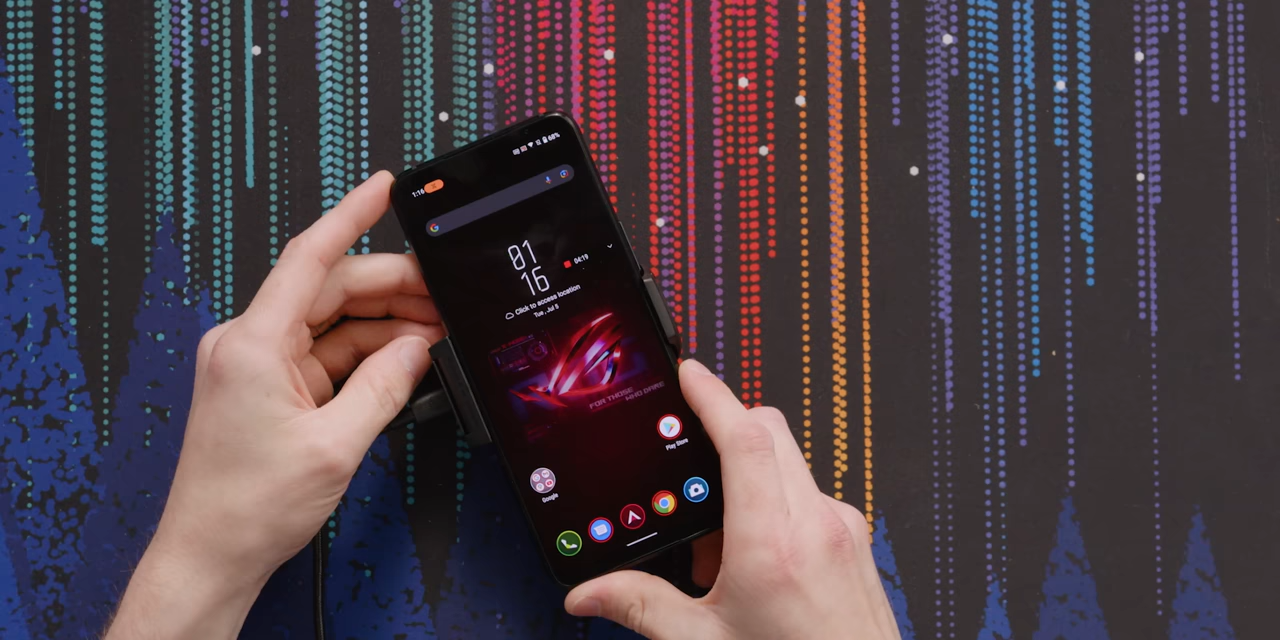 1:16
68%
01
16
04:19
Click to access location
Tue, Jul 5
FOR THOSE
WHO DARE
Play Store
Google